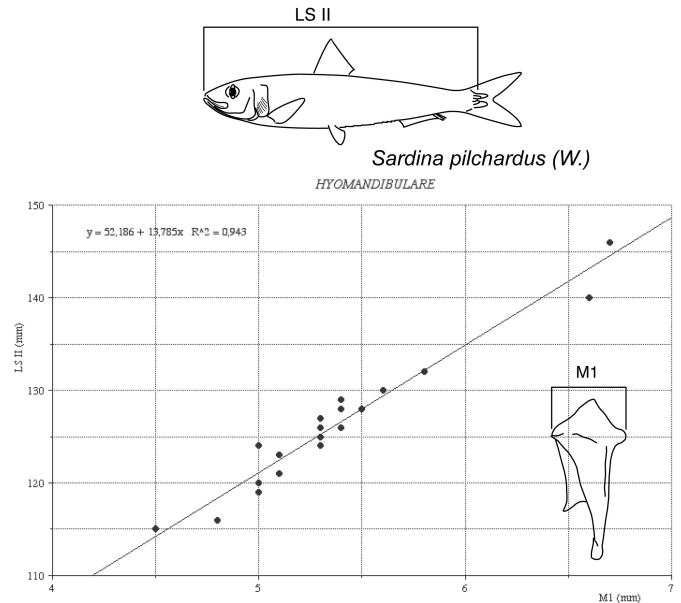 LS II
Sardina pilchardus (W.)
HYOMANDIBULARE
150
y = 52,186 + 13,785x R^2 = 0,943
140
LS II (mm)
130
M1
120
110
4
5
6
7
M1 (mm)